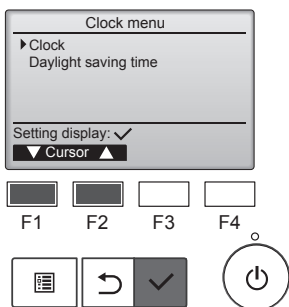 Clock menu
Clock
Daylight saving time
Setting display:
Cursor
F1 F2 F3 F4